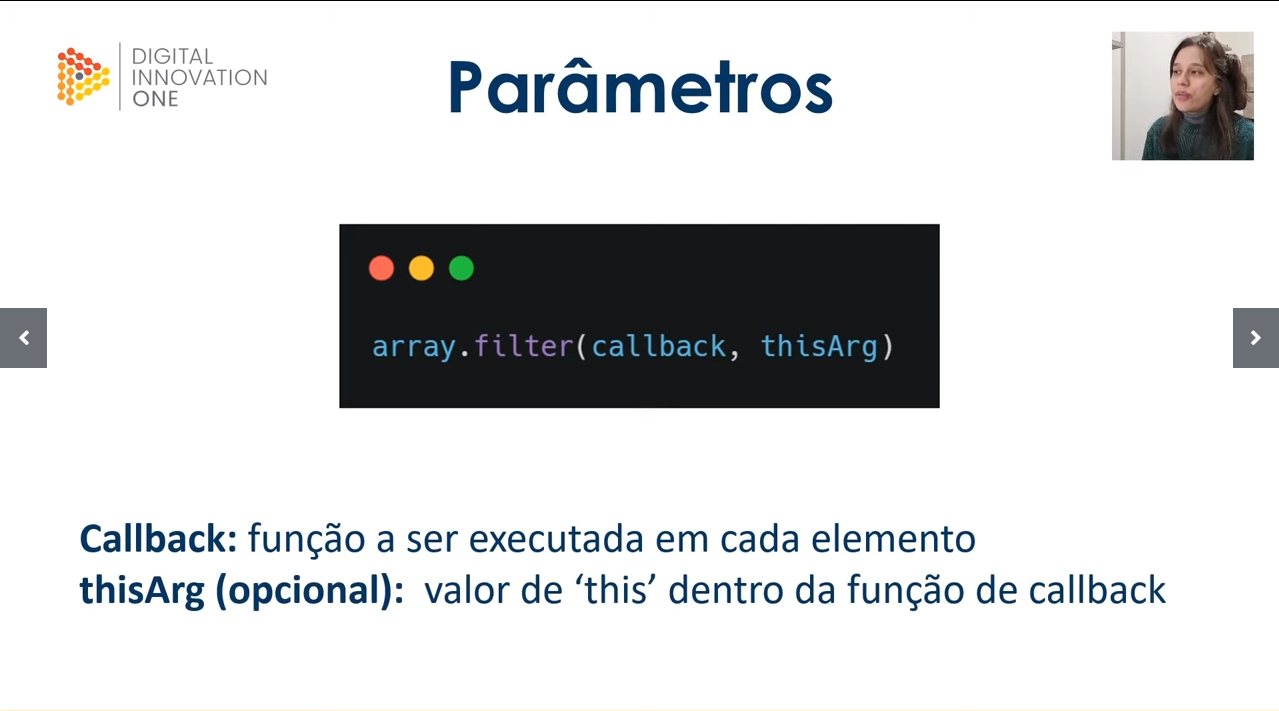 DIGITAL
INNOVATION
ONE
Parâmetros
array.filter(callback, thisArg)
Callback: função a ser executada em cada elemento
thisArg (opcional): valor de ‘this’ dentro da função de callback